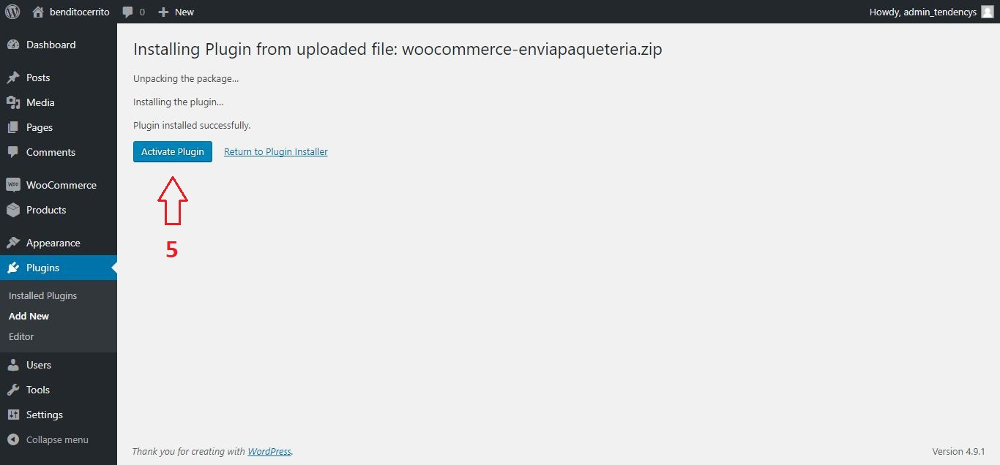 benditocerrito 0 New Howdy, admin_tendencys
Dashboard
Posts
Media
Pages
Comments
Woo WooCommerce
Products
Appearance
Plugins
Installed Plugins
Add New
Editor
Users
Tools
Settings
Collapse menu
Installing Plugin from uploaded file: woocommerce-enviapaqueteria.zip
Unpacking the package...
Installing the plugin...
Plugin installed successfully.
Activate Plugin Return to Plugin Installer
5
Thank you for creating with WordPress. Version 4.9.1